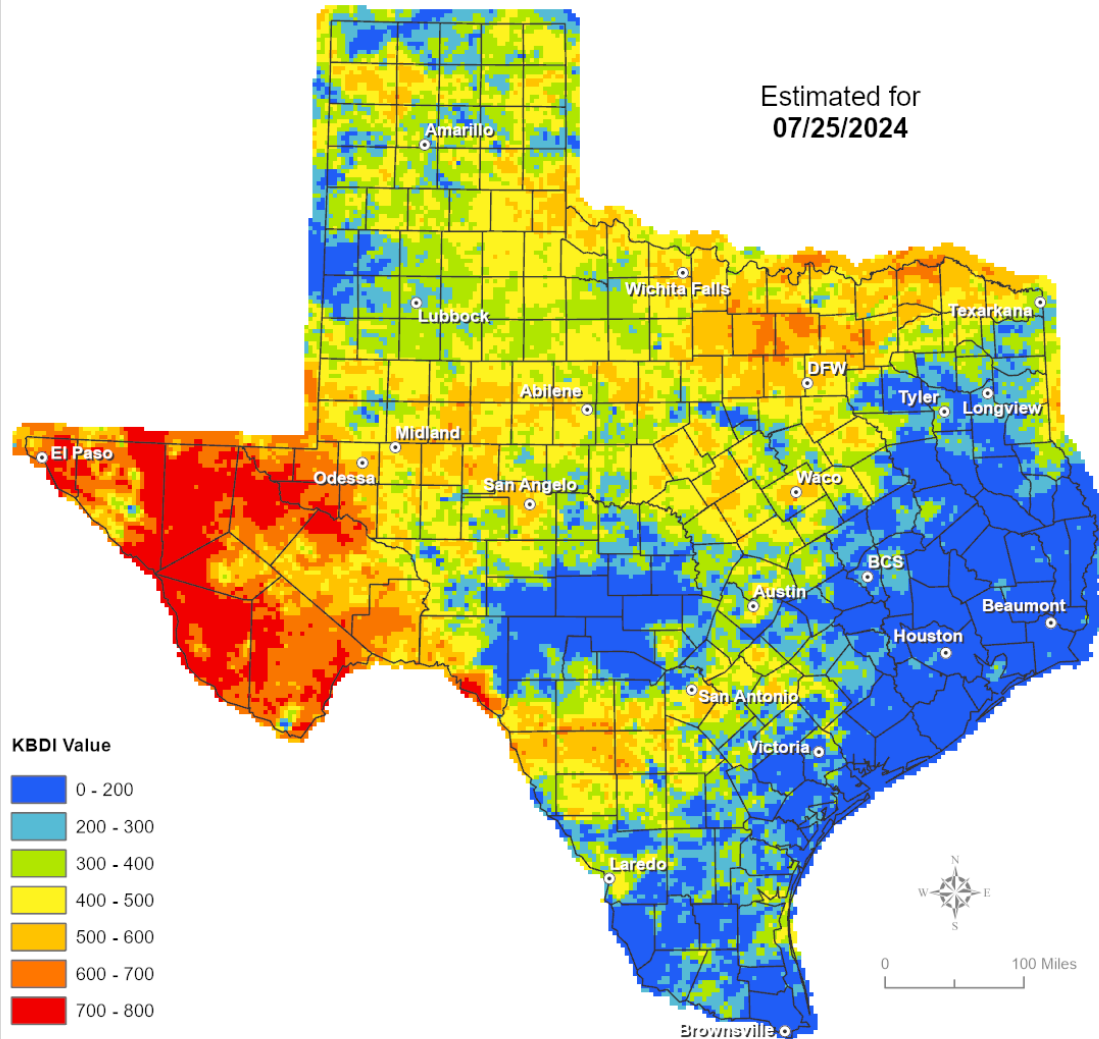 Estimated for
07/25/2024
Amarillo
Wichita Falls
Lubbock
Texarkana
DFW
Abilene
Tyler
Longview
Midland
El Paso
Odessa
San Angelo
Waco
BCS
Austin
Beaumont
Houston
San Antonio
Victoria
Laredo
Brownsville
KBDI Value
0 - 200
200 - 300
300 - 400
400 - 500
500 - 600
600 - 700
700 - 800
N
W E
S
0 100 Miles